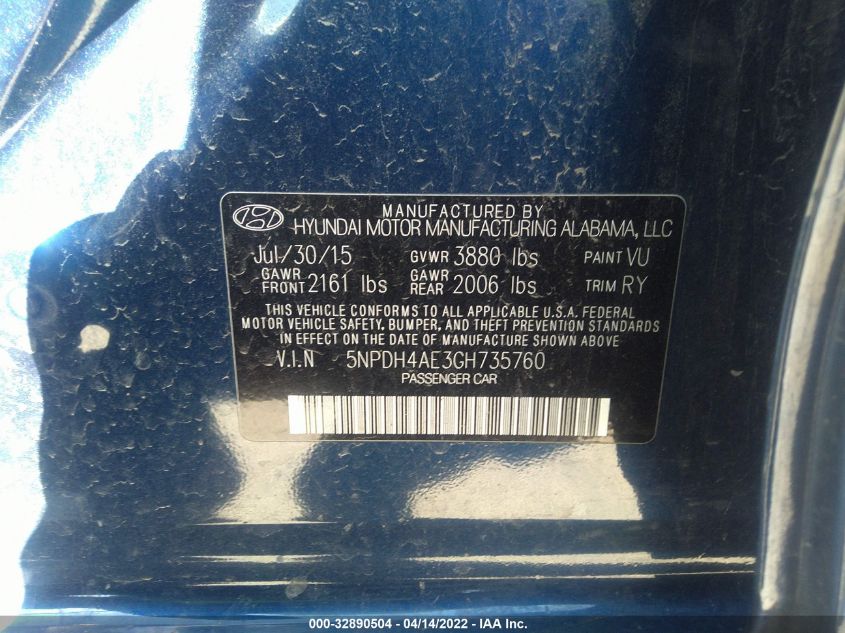 MANUFACTURED BY
HYUNDAI MOTOR MANUFACTURING ALABAMA, LLC
Jul/30/15 GVWR 3880 lbs PAINT VU
GAWR FRONT 2161 lbs GAWR REAR 2006 lbs TRIM RY
THIS VEHICLE CONFORMS TO ALL APPLICABLE U.S.A. FEDERAL
MOTOR VEHICLE SAFETY, BUMPER, AND THEFT PREVENTION STANDARDS
IN EFFECT ON THE DATE OF MANUFACTURE SHOWN ABOVE
V.I.N 5NPDH4AE3GH735760
PASSENGER CAR
000-32890504 - 04/14/2022 - IAA Inc.